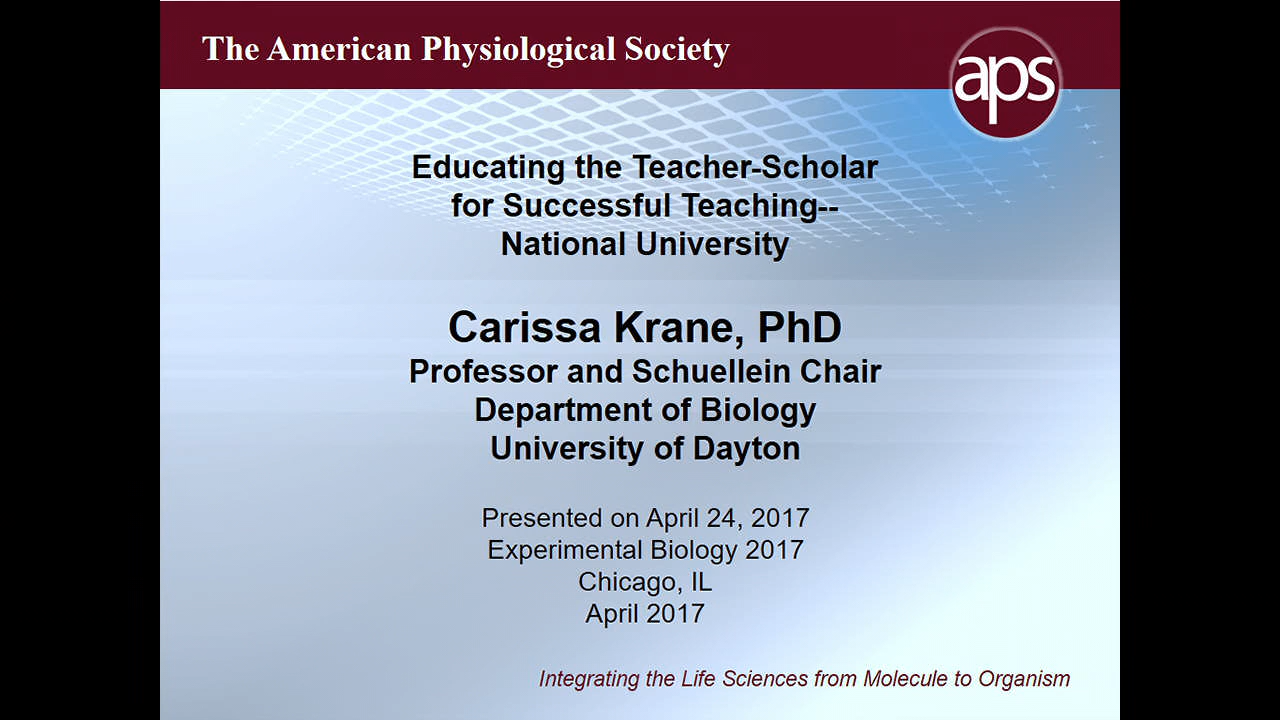 The American Physiological Society
aps
Educating the Teacher-Scholar
for Successful Teaching--
National University
Carissa Krane, PhD
Professor and Schuellein Chair
Department of Biology
University of Dayton
Presented on April 24, 2017
Experimental Biology 2017
Chicago, IL
April 2017
Integrating the Life Sciences from Molecule to Organism